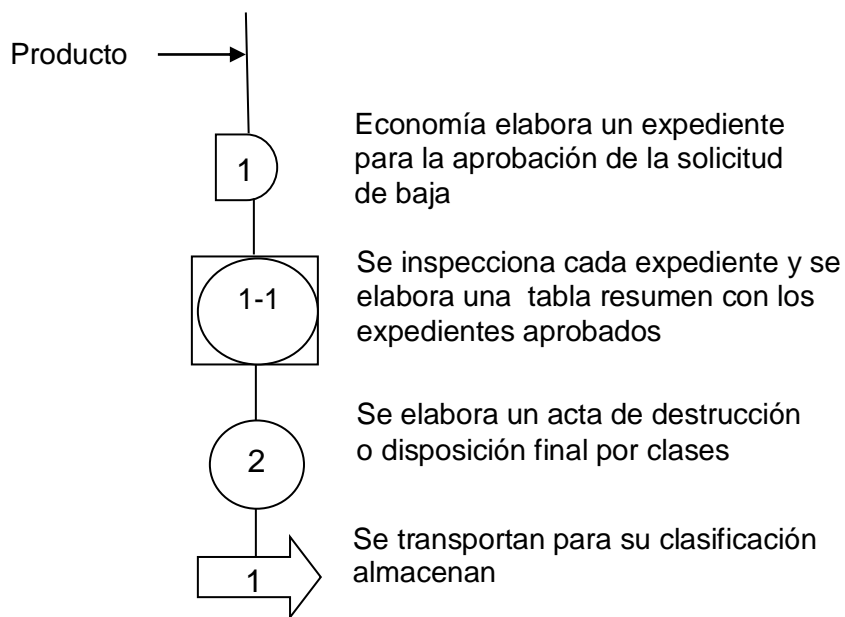 Producto
1
Economía elabora un expediente
para la aprobación de la solicitud
de baja
1-1
Se inspecciona cada expediente y se
elabora una tabla resumen con los
expedientes aprobados
2
Se elabora un acta de destrucción
o disposición final por clases
1
Se transportan para su clasificación
almacenan